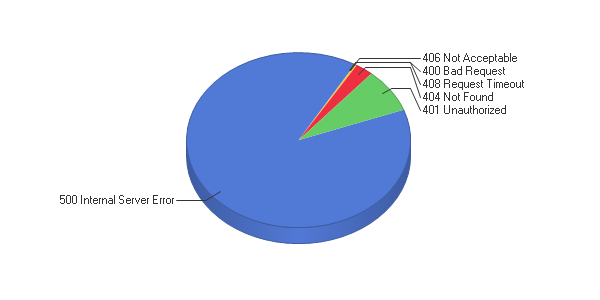 406 Not Acceptable
400 Bad Request
408 Request Timeout
404 Not Found
401 Unauthorized
500 Internal Server Error